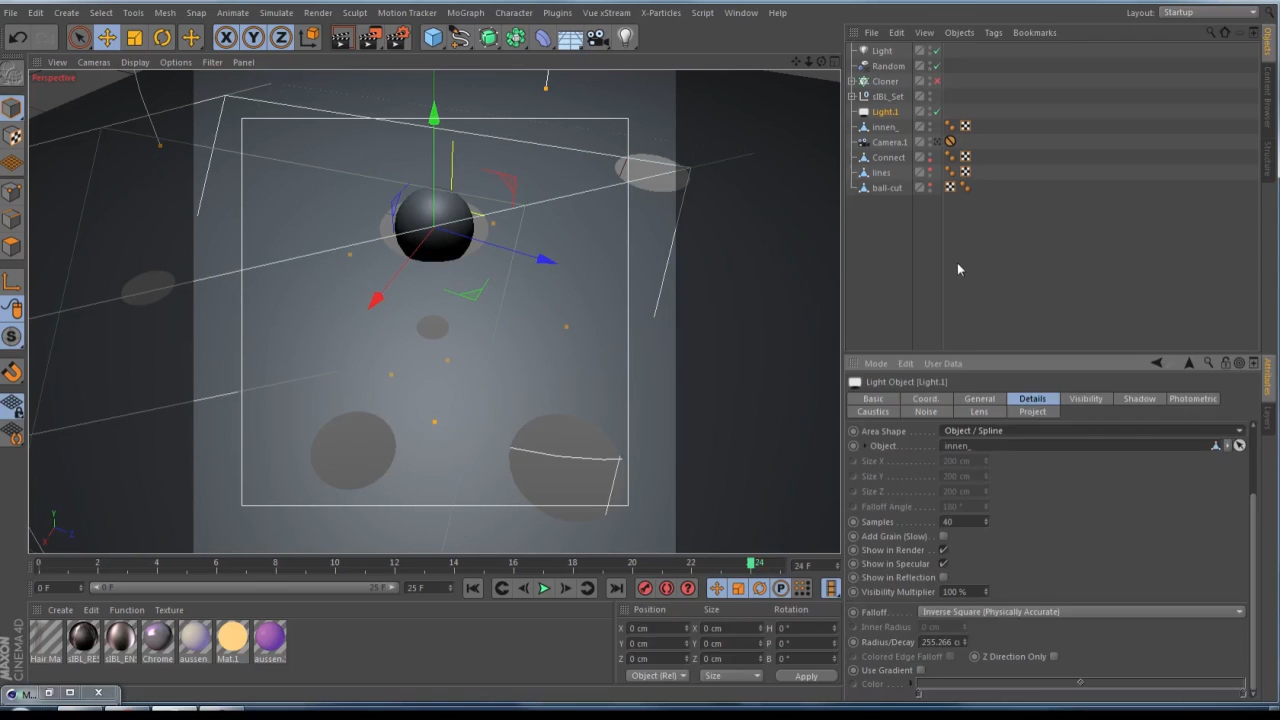 File Edit Create Select Tools Mesh Snap Animate Simulate Render Sculpt Motion Tracker MoGraph Character Plugins Vue xStream X-Particles Script Window Help Layout: Startup
X Y Z
File Edit View Objects Tags Bookmarks
View Cameras Display Options Filter Panel
Perspective
Light
Random
Cloner
sIBL_Set
Light.1
innen_
Camera.1
Connect
lines
ball-cut
Objects
Content Browser
Structure
Mode Edit User Data
Light Object [Light.1]
Basic Coord. General Details Visibility Shadow Photometric
Caustics Noise Lens Project
Attributes
Layers
Area Shape Object / Spline
Object innen_
Size X 200 cm
Size Y 200 cm
Size Z 200 cm
Falloff Angle 180 °
Samples 40
Add Grain (Slow)
Show in Render
Show in Specular
Show in Reflection
Visibility Multiplier 100 %
Falloff: Inverse Square (Physically Accurate)
Inner Radius 0 cm
Radius/Decay 255.266 c
Colored Edge Falloff Z Direction Only
Use Gradient
Color
Y
Z
X
0 2 4 6 8 10 12 14 16 18 20 22 24 24 F
0 F 0 F 25 F 25 F
P
Create Edit Function Texture
Hair Ma sIBL_RE sIBL_EN Chrome aussen Mat.1 aussen.
Position Size Rotation
X 0 cm X 0 cm H 0 °
Y 0 cm Y 0 cm P 0 °
Z 0 cm Z 0 cm B 0 °
Object (Rel) Size Apply
MAXON CINEMA 4D
M...